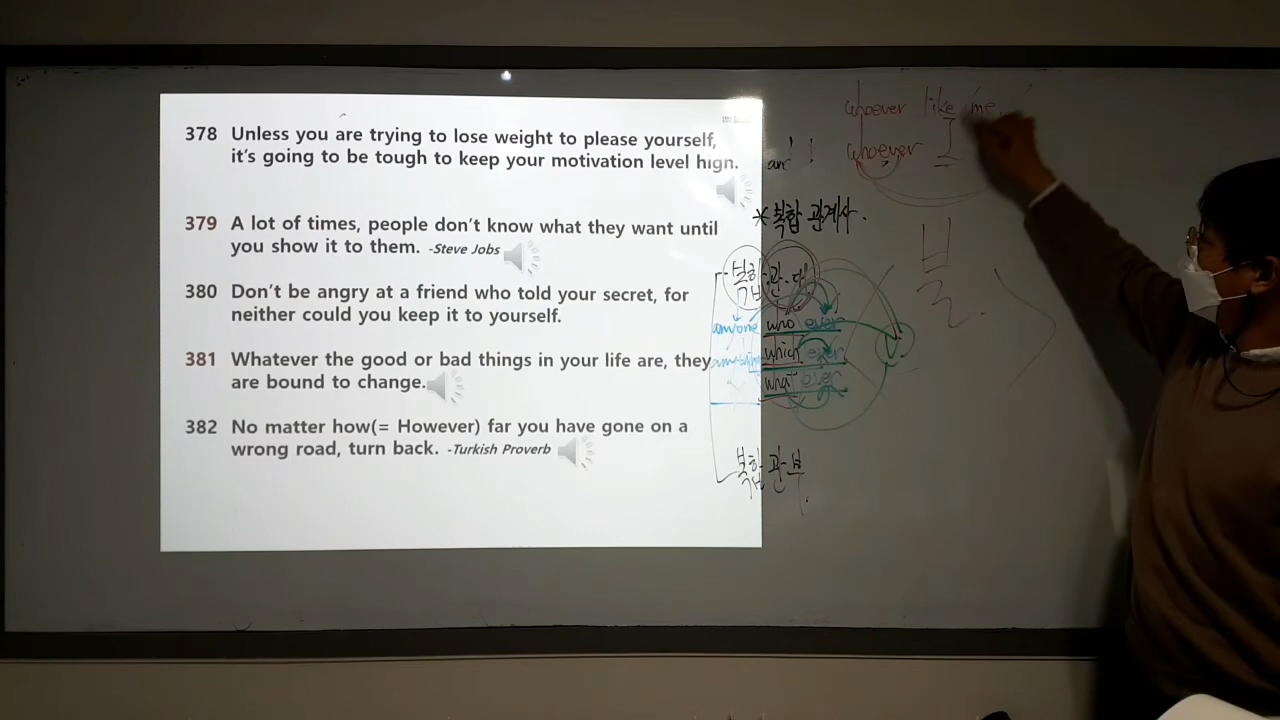 378 Unless you are trying to lose weight to please yourself,
it's going to be tough to keep your motivation level high.
379 A lot of times, people don't know what they want until
you show it to them. -Steve Jobs
380 Don't be angry at a friend who told your secret, for
neither could you keep it to yourself.
381 Whatever the good or bad things in your life are, they
are bound to change.
382 No matter how(= However) far you have gone on a
wrong road, turn back. -Turkish Proverb
whoever like me
whoever I
and
*복합 관계사.
복합 관·대
anyone who ever
which ever
what ever
복합 관·부